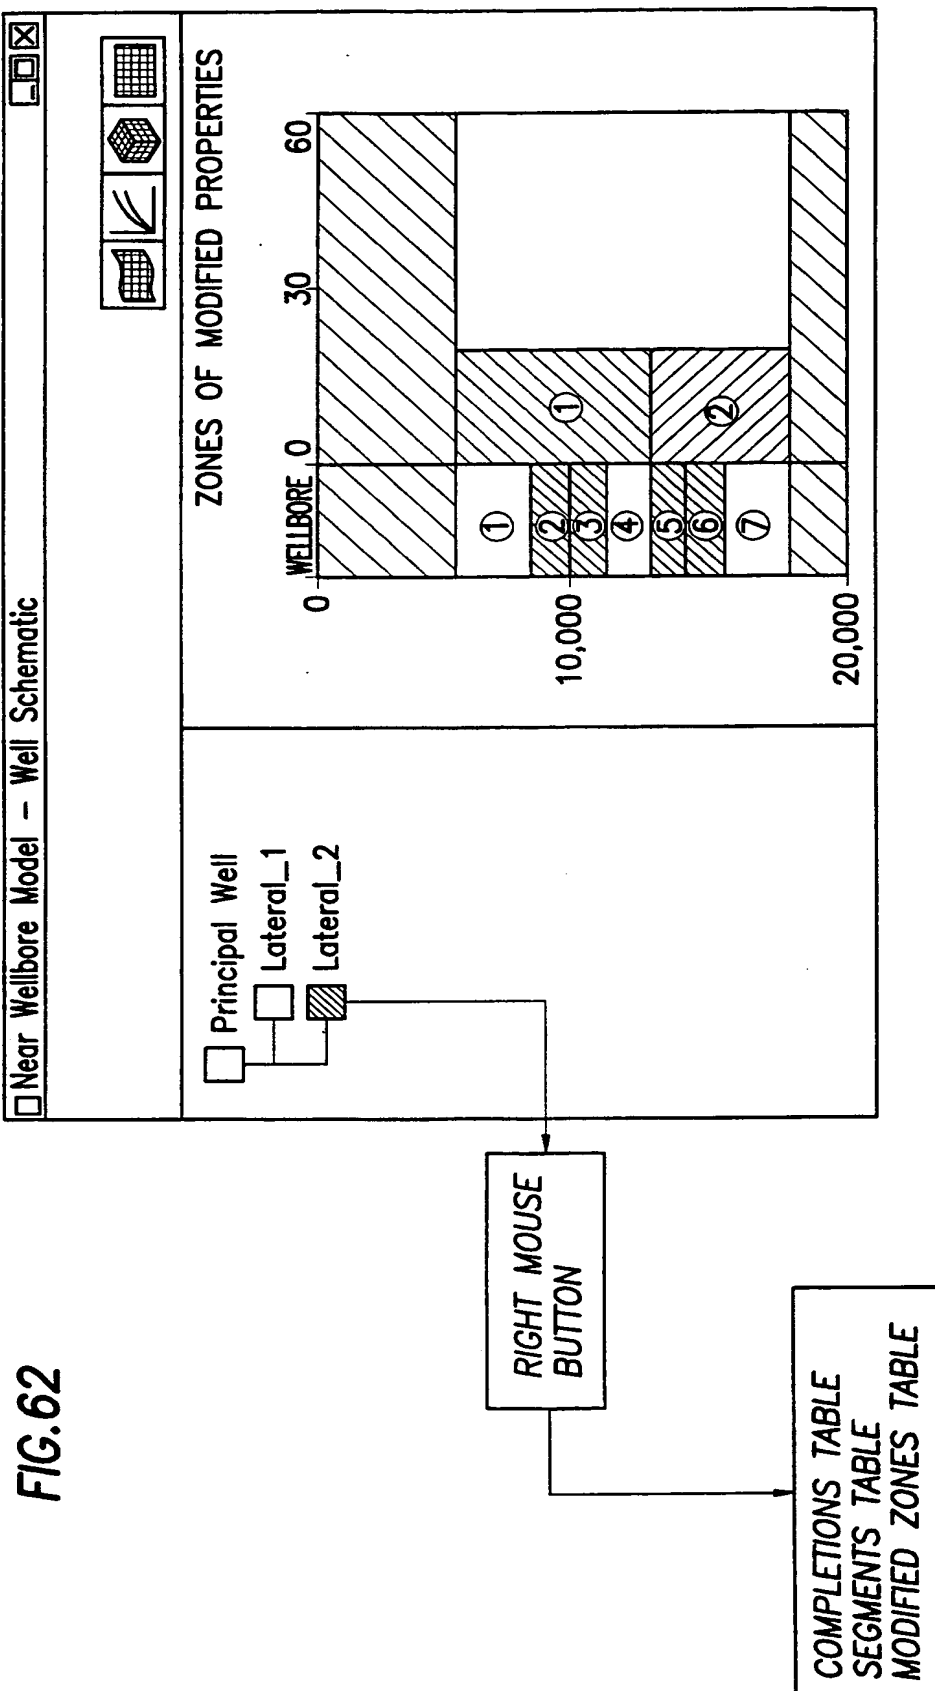 FIG.62
Near Wellbore Model – Well Schematic
Principal Well
Lateral_1
Lateral_2
ZONES OF MODIFIED PROPERTIES
WELLBORE 0 30 60
0
10,000
20,000
1
2
3
4
5
6
7
1
2
RIGHT MOUSE
BUTTON
COMPLETIONS TABLE
SEGMENTS TABLE
MODIFIED ZONES TABLE